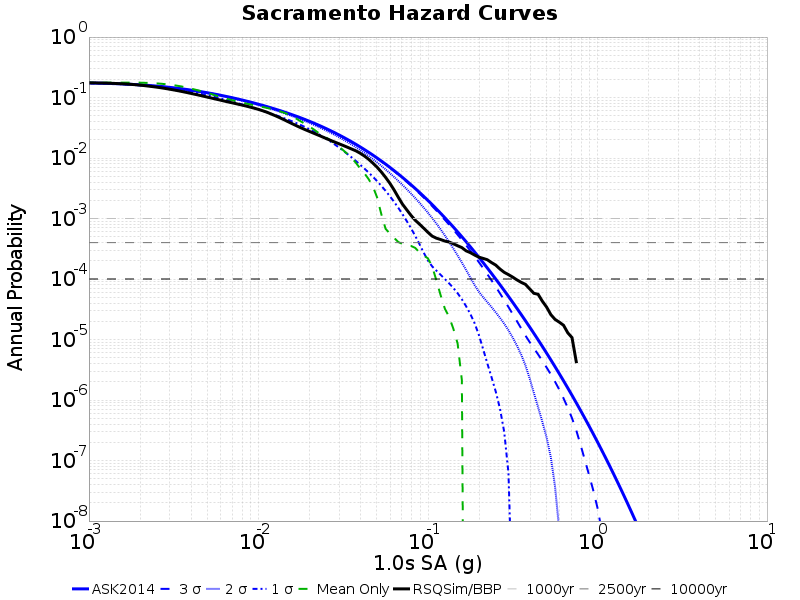 Sacramento Hazard Curves
10^0
10^-1
10^-2
10^-3
10^-4
10^-5
10^-6
10^-7
10^-8
Annual Probability
10^-3 10^-2 10^-1 10^0 10^1
1.0s SA (g)
ASK2014 3 σ 2 σ 1 σ Mean Only RSQSim/BBP 1000yr 2500yr 10000yr